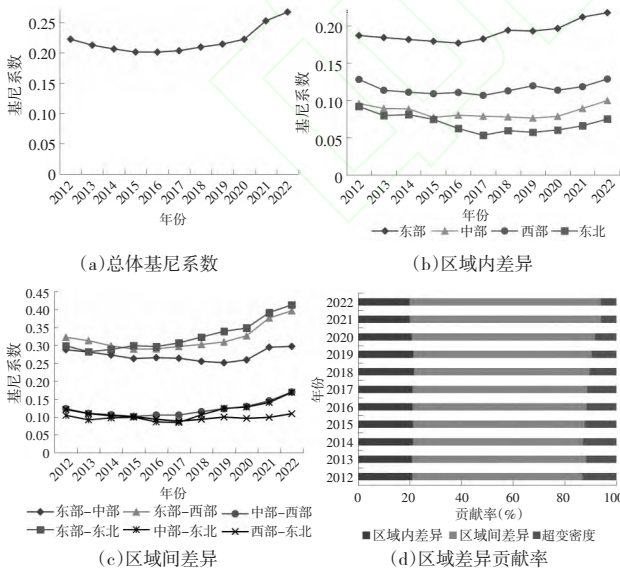 基尼系数
0.25
0.20
0.15
0.10
0.05
0
2012 2013 2014 2015 2016 2017 2018 2019 2020 2021 2022
年份
(a)总体基尼系数
基尼系数
0.20
0.15
0.10
0.05
0
2012 2013 2014 2015 2016 2017 2018 2019 2020 2021 2022
年份
东部 中部 西部 东北
(b)区域内差异
基尼系数
0.45
0.40
0.35
0.30
0.25
0.20
0.15
0.10
0.05
0
2012 2013 2014 2015 2016 2017 2018 2019 2020 2021 2022
年份
东部-中部 东部-西部 中部-西部
东部-东北 中部-东北 西部-东北
(c)区域间差异
年份
2022
2021
2020
2019
2018
2017
2016
2015
2014
2013
2012
0 20 40 60 80 100
贡献率(%)
区域内差异 区域间差异 超变密度
(d)区域差异贡献率